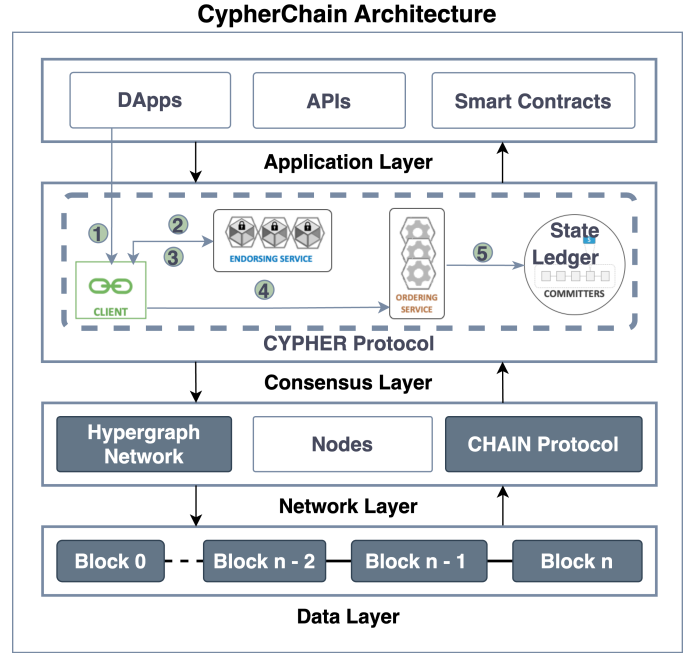 CypherChain Architecture
DApps
APIs
Smart Contracts
Application Layer
1
2
3
4
5
ENDORSING SERVICE
CLIENT
ORDERING
SERVICE
State
Ledger
COMMITTERS
CYPHER Protocol
Consensus Layer
Hypergraph
Network
Nodes
CHAIN Protocol
Network Layer
Block 0
Block n - 2
Block n - 1
Block n
Data Layer